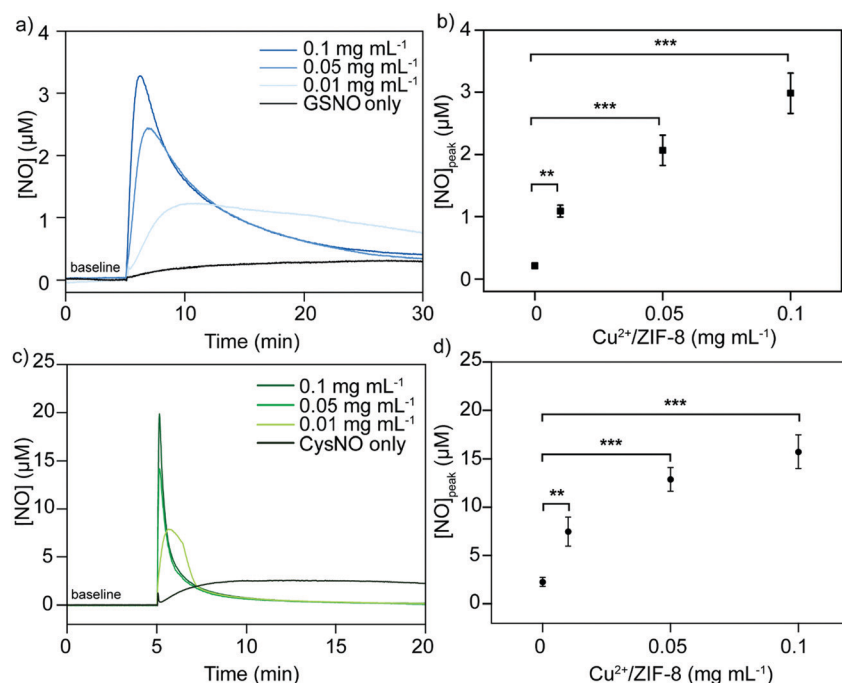 a)
4
3
2
1
0
[NO] (µM)
0.1 mg mL⁻¹
0.05 mg mL⁻¹
0.01 mg mL⁻¹
GSNO only
baseline
0 10 20 30
Time (min)
b)
4
3
2
1
0
[NO]peak (µM)
***
***
**
0 0.05 0.1
Cu²⁺/ZIF-8 (mg mL⁻¹)
c)
25
20
15
10
5
0
[NO] (µM)
0.1 mg mL⁻¹
0.05 mg mL⁻¹
0.01 mg mL⁻¹
CysNO only
baseline
0 5 10 15 20
Time (min)
d)
25
20
15
10
5
0
[NO]peak (µM)
***
***
**
0 0.05 0.1
Cu²⁺/ZIF-8 (mg mL⁻¹)